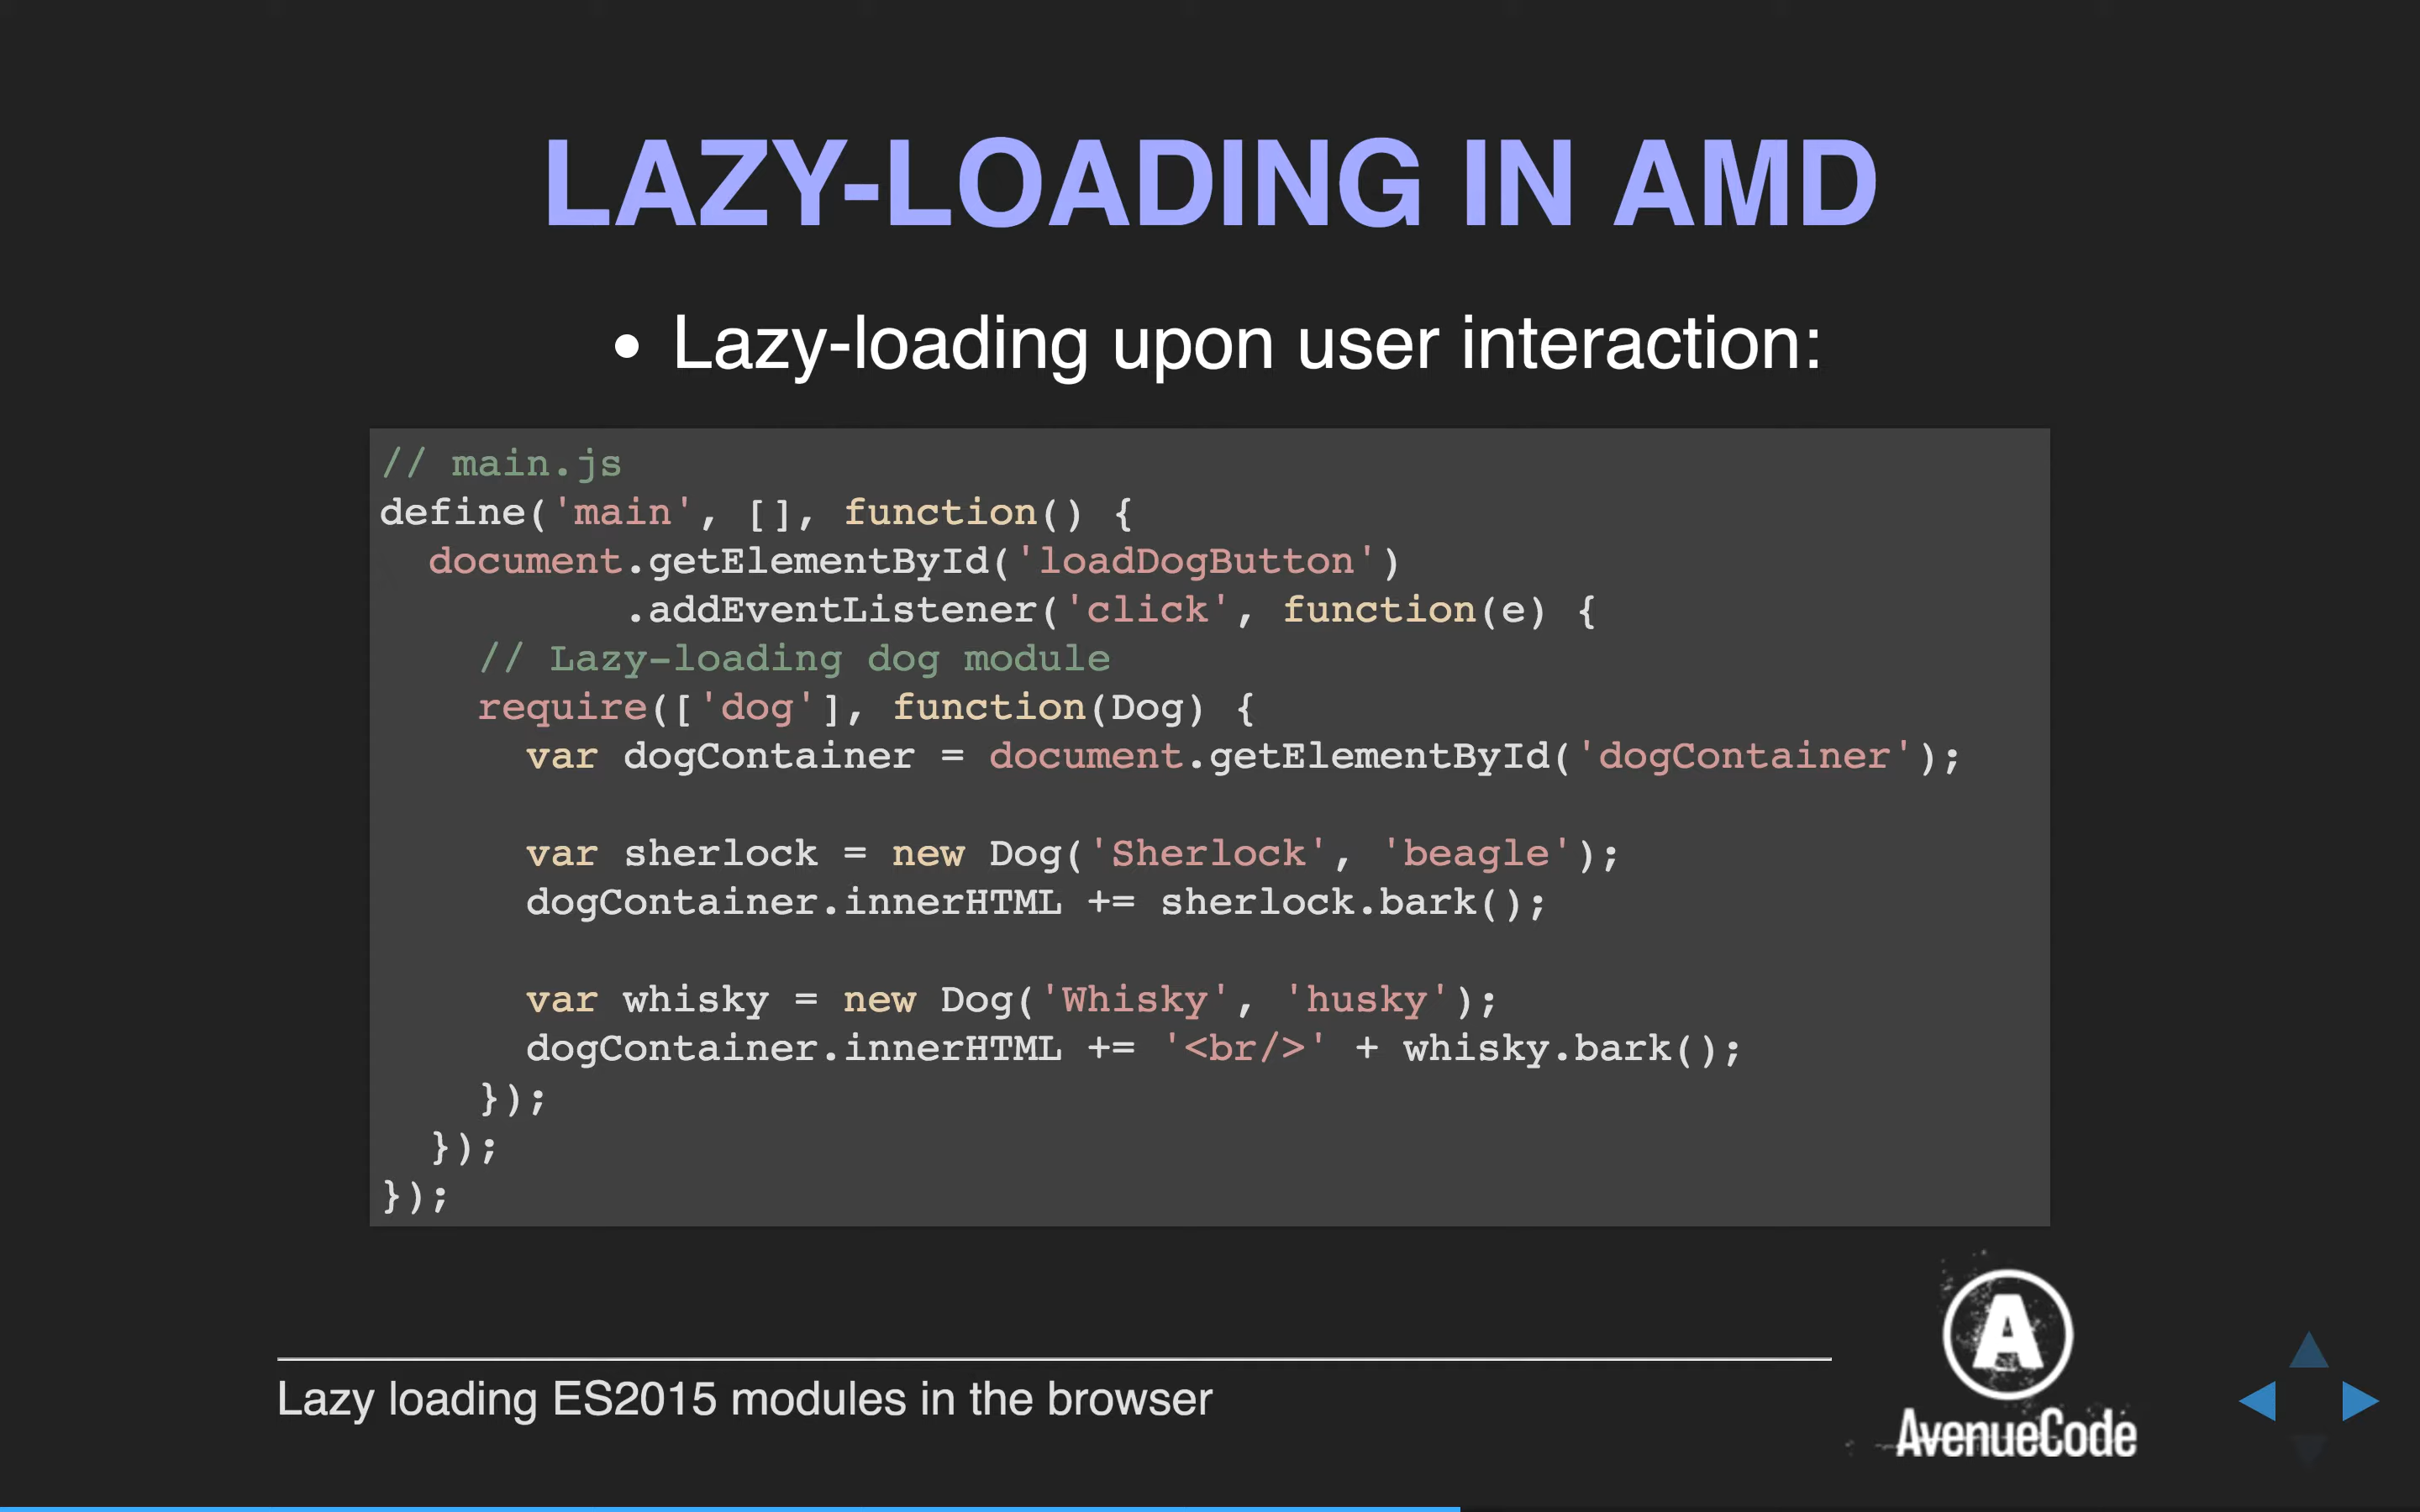 LAZY-LOADING IN AMD
• Lazy-loading upon user interaction:
// main.js
define('main', [], function() {
  document.getElementById('loadDogButton')
          .addEventListener('click', function(e) {
    // Lazy-loading dog module
    require(['dog'], function(Dog) {
      var dogContainer = document.getElementById('dogContainer');
      var sherlock = new Dog('Sherlock', 'beagle');
      dogContainer.innerHTML += sherlock.bark();
      var whisky = new Dog('Whisky', 'husky');
      dogContainer.innerHTML += '<br/>' + whisky.bark();
    });
  });
});
Lazy loading ES2015 modules in the browser
A
AvenueCode